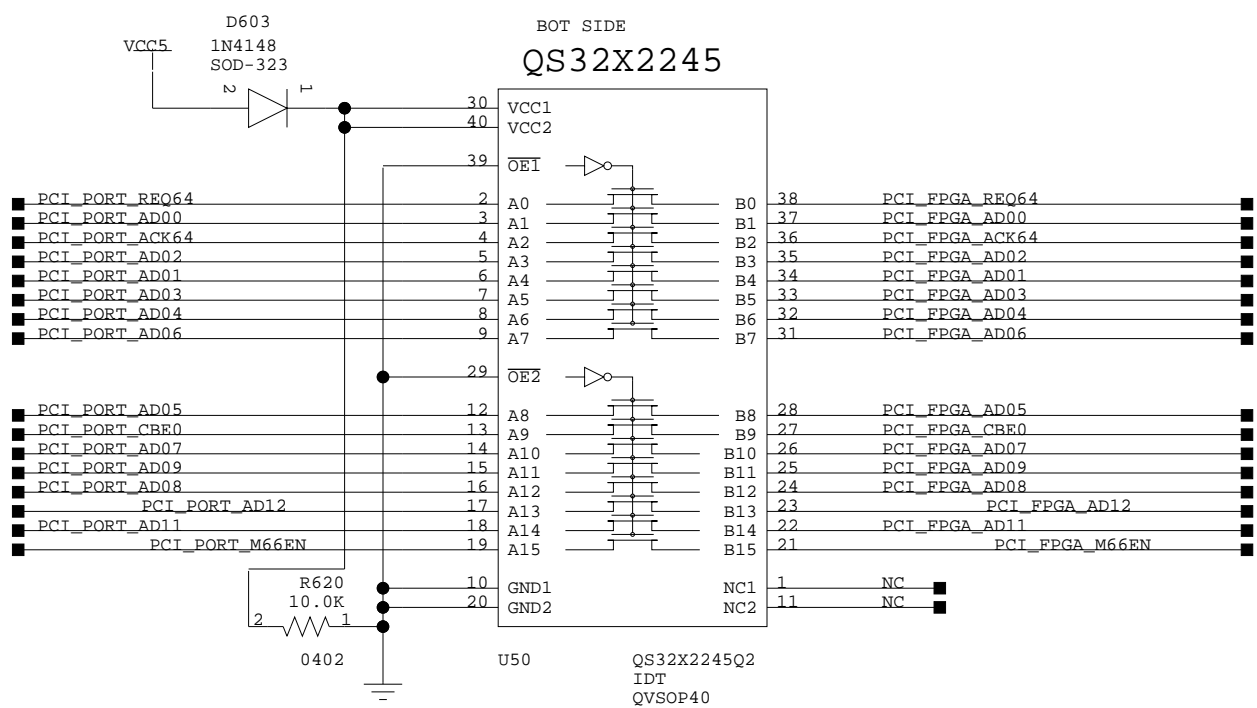 D603
BOT SIDE
VCC5
1N4148
SOD-323
QS32X2245
2
1
30 VCC1
40 VCC2
39 OE1
PCI_PORT_REQ64 2 A0 B0 38 PCI_FPGA_REQ64
PCI_PORT_AD00 3 A1 B1 37 PCI_FPGA_AD00
PCI_PORT_ACK64 4 A2 B2 36 PCI_FPGA_ACK64
PCI_PORT_AD02 5 A3 B3 35 PCI_FPGA_AD02
PCI_PORT_AD01 6 A4 B4 34 PCI_FPGA_AD01
PCI_PORT_AD03 7 A5 B5 33 PCI_FPGA_AD03
PCI_PORT_AD04 8 A6 B6 32 PCI_FPGA_AD04
PCI_PORT_AD06 9 A7 B7 31 PCI_FPGA_AD06
29 OE2
PCI_PORT_AD05 12 A8 B8 28 PCI_FPGA_AD05
PCI_PORT_CBE0 13 A9 B9 27 PCI_FPGA_CBE0
PCI_PORT_AD07 14 A10 B10 26 PCI_FPGA_AD07
PCI_PORT_AD09 15 A11 B11 25 PCI_FPGA_AD09
PCI_PORT_AD08 16 A12 B12 24 PCI_FPGA_AD08
PCI_PORT_AD12 17 A13 B13 23 PCI_FPGA_AD12
PCI_PORT_AD11 18 A14 B14 22 PCI_FPGA_AD11
PCI_PORT_M66EN 19 A15 B15 21 PCI_FPGA_M66EN
R620 10 GND1 NC1 1 NC
10.0K 20 GND2 NC2 11 NC
2 1
0402
U50
QS32X2245Q2
IDT
QVSOP40